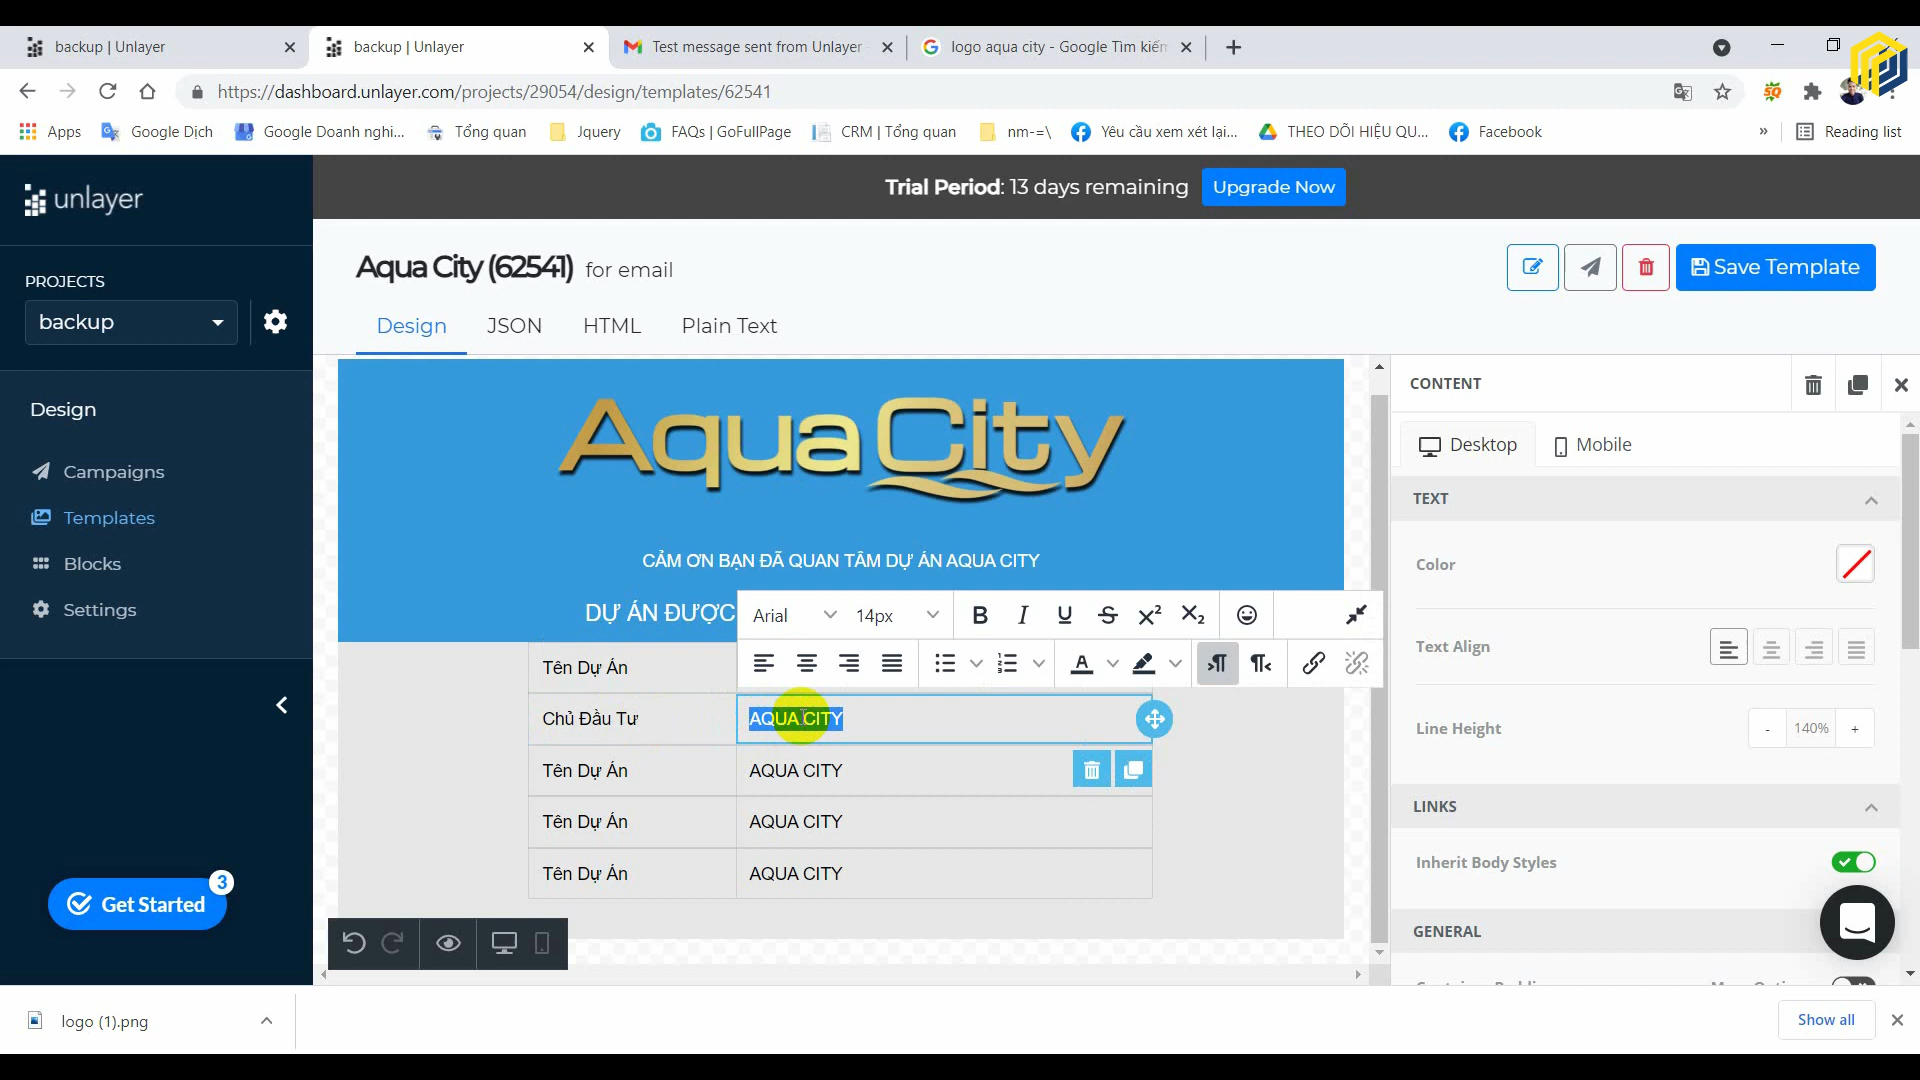 backup | Unlayer
backup | Unlayer
Test message sent from Unlayer
logo aqua city - Google Tìm kiếm
https://dashboard.unlayer.com/projects/29054/design/templates/62541
Apps
Google Dịch
Google Doanh nghi...
Tổng quan
Jquery
FAQs | GoFullPage
CRM | Tổng quan
nm-=\
Yêu cầu xem xét lại...
THEO DÕI HIỆU QU...
Facebook
»
Reading list
unlayer
Trial Period: 13 days remaining
Upgrade Now
PROJECTS
backup
Aqua City (62541) for email
Save Template
Design
JSON
HTML
Plain Text
Design
Campaigns
Templates
Blocks
Settings
Get Started
3
Aqua City
CẢM ƠN BẠN ĐÃ QUAN TÂM DỰ ÁN AQUA CITY
DỰ ÁN ĐƯỢC
Arial
14px
Tên Dự Án
Chủ Đầu Tư
AQUA CITY
Tên Dự Án
AQUA CITY
Tên Dự Án
AQUA CITY
Tên Dự Án
AQUA CITY
CONTENT
Desktop
Mobile
TEXT
Color
Text Align
Line Height
- 140% +
LINKS
Inherit Body Styles
GENERAL
logo (1).png
Show all